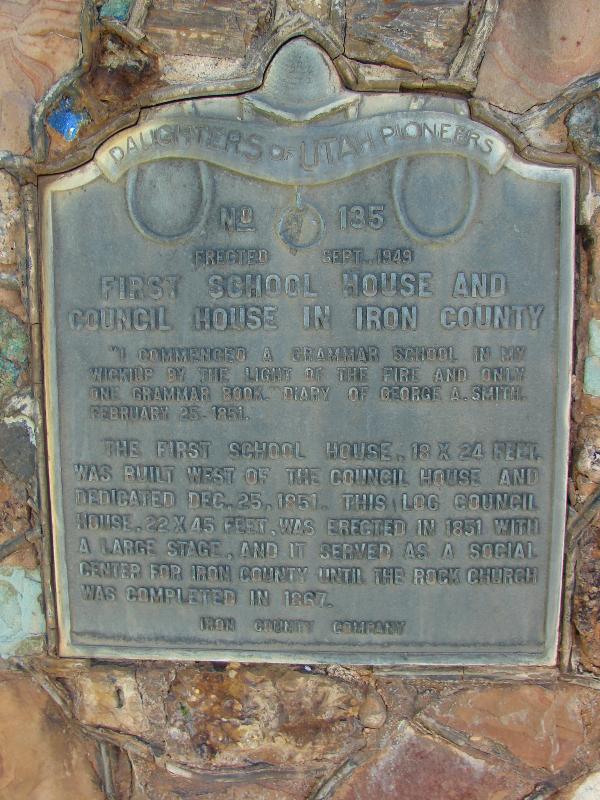 DAUGHTERS OF UTAH PIONEERS
NO 135
ERECTED SEPT. 1949
FIRST SCHOOL HOUSE AND
COUNCIL HOUSE IN IRON COUNTY
"I COMMENCED A GRAMMAR SCHOOL IN MY
WICKIUP BY THE LIGHT OF THE FIRE AND ONLY
ONE GRAMMAR BOOK." DIARY OF GEORGE A. SMITH.
FEBRUARY 25, 1851.
THE FIRST SCHOOL HOUSE, 18 X 24 FEET,
WAS BUILT WEST OF THE COUNCIL HOUSE AND
DEDICATED DEC. 25, 1851. THIS LOG COUNCIL
HOUSE, 22 X 45 FEET, WAS ERECTED IN 1851 WITH
A LARGE STAGE, AND IT SERVED AS A SOCIAL
CENTER FOR IRON COUNTY UNTIL THE ROCK CHURCH
WAS COMPLETED IN 1867.
IRON COUNTY COMPANY